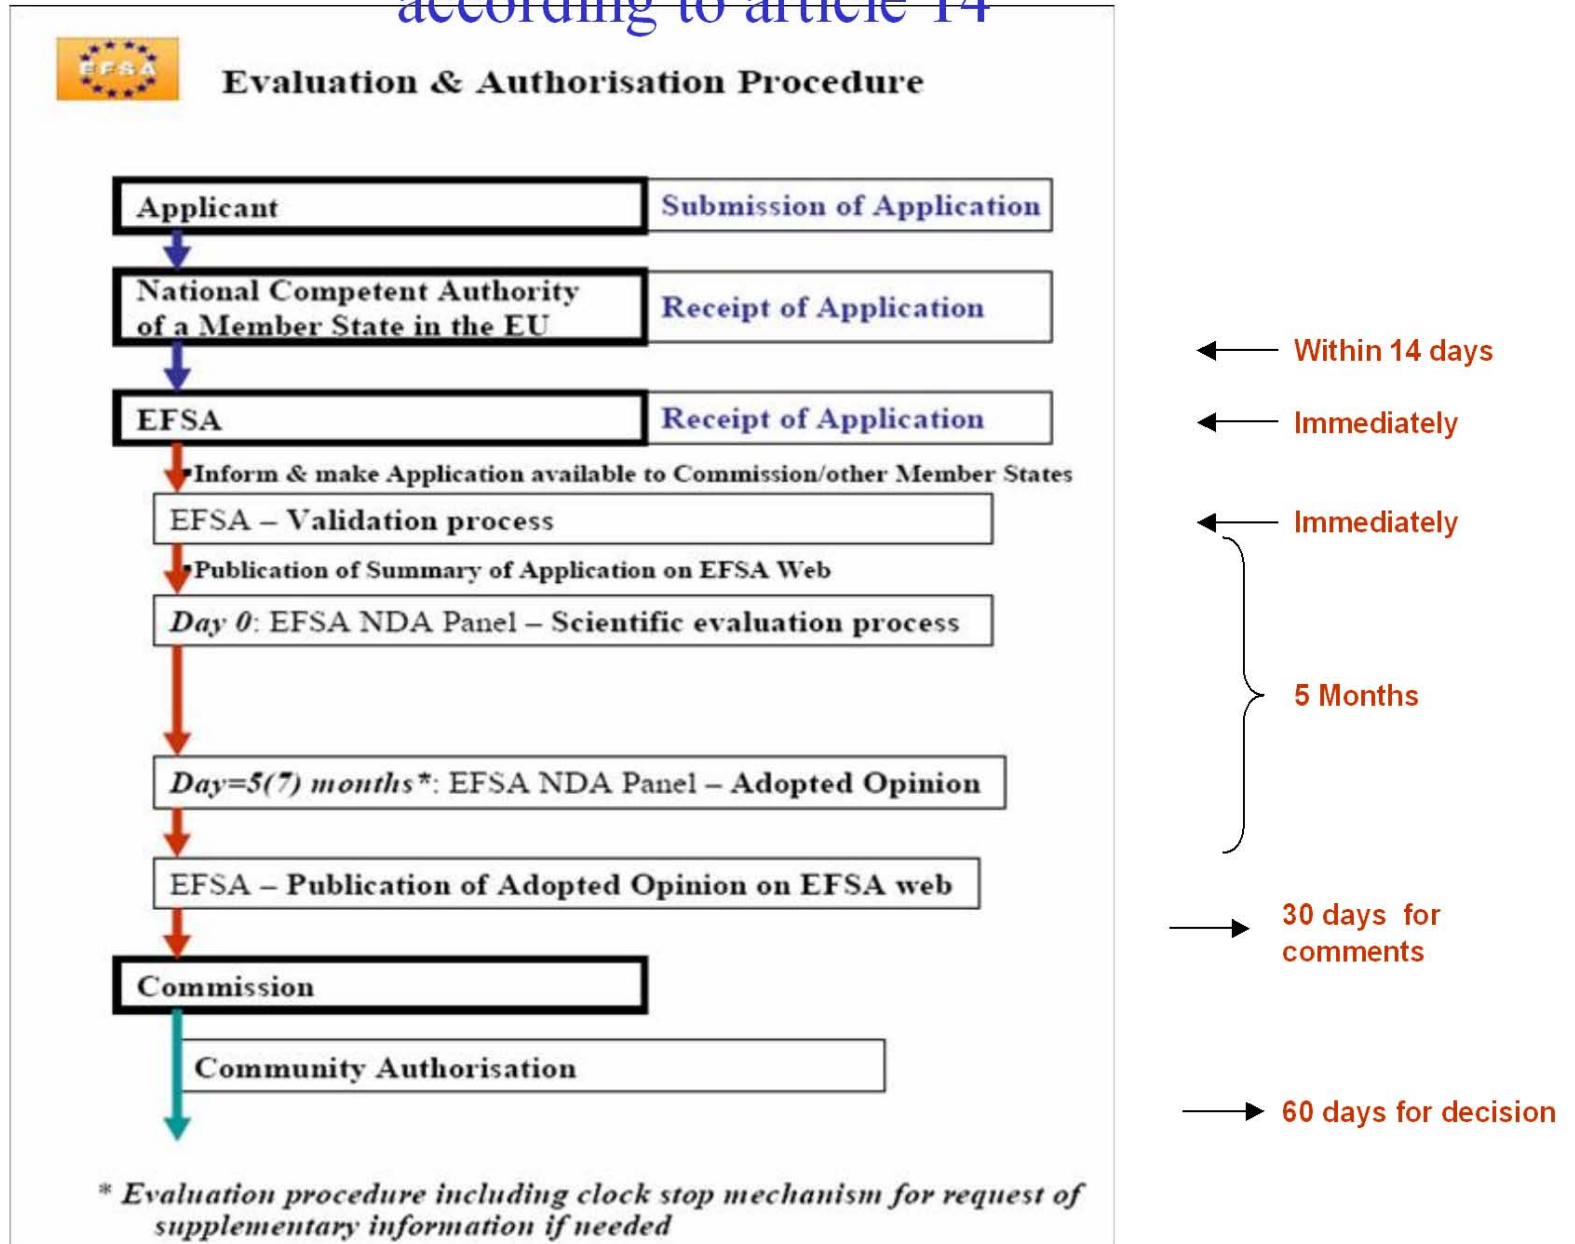 according to article 14
EFSA
Evaluation & Authorisation Procedure
Applicant
Submission of Application
National Competent Authority
of a Member State in the EU
Receipt of Application
Within 14 days
EFSA
Receipt of Application
Immediately
Inform & make Application available to Commission/other Member States
EFSA – Validation process
Immediately
Publication of Summary of Application on EFSA Web
Day 0: EFSA NDA Panel – Scientific evaluation process
5 Months
Day=5(7) months*: EFSA NDA Panel – Adopted Opinion
EFSA – Publication of Adopted Opinion on EFSA web
30 days for
comments
Commission
Community Authorisation
60 days for decision
* Evaluation procedure including clock stop mechanism for request of
supplementary information if needed